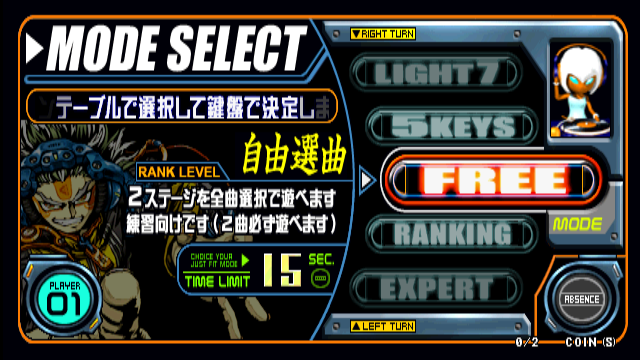 MODE SELECT
テーブルで選択して鍵盤で決定しま
RANK LEVEL
自由選曲
2ステージを全曲選択で遊べます
練習向けです(2曲必ず遊べます)
CHOICE YOUR
JUST FIT MODE
TIME LIMIT
15 SEC.
PLAYER
01
▼RIGHT TURN
LIGHT7
5KEYS
FREE
RANKING
EXPERT
▲LEFT TURN
MODE
ABSENCE
0/2 COIN(S)